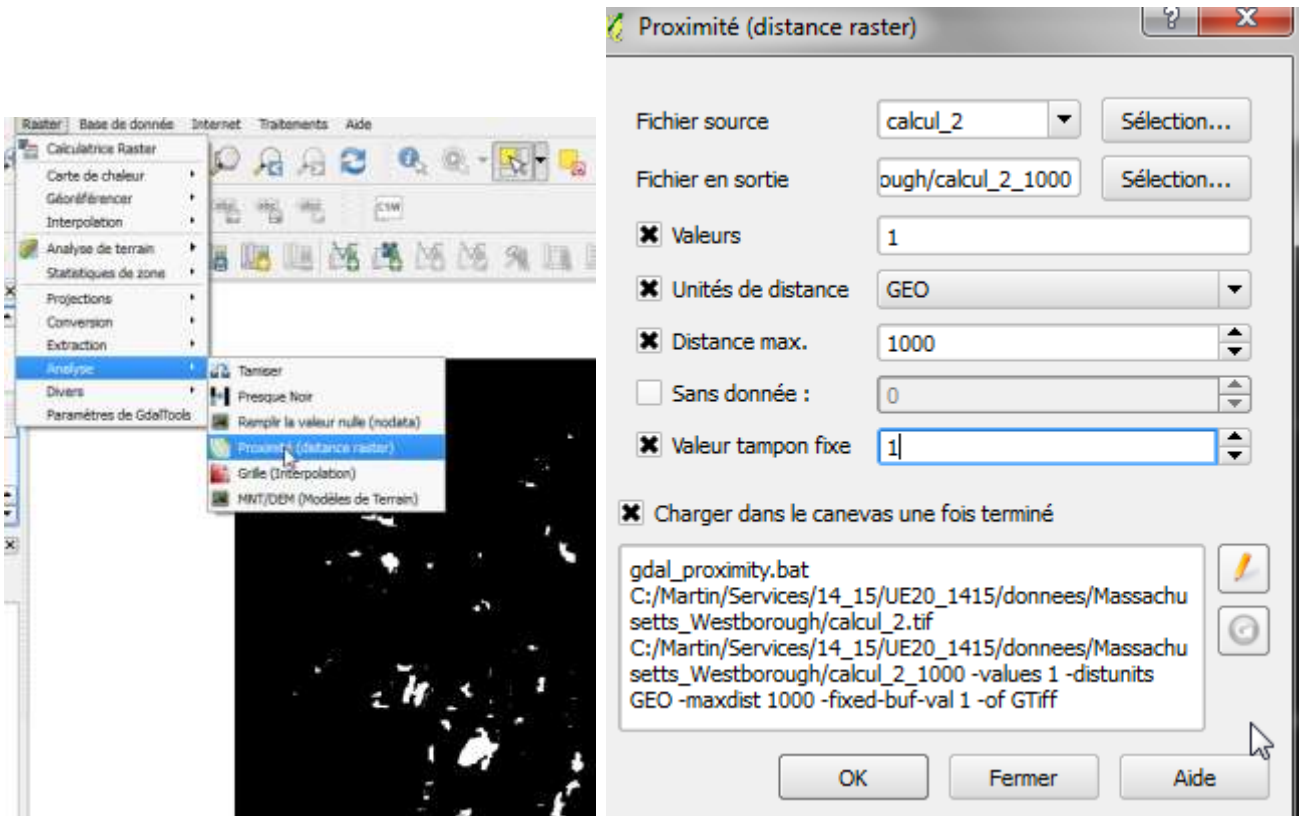 Raster Base de donnée Internet Traitements Aide
Calculatrice Raster
Carte de chaleur
Géoréférencer
Interpolation
Analyse de terrain
Statistiques de zone
Projections
Conversion
Extraction
Analyse
Divers
Paramètres de GdalTools
CSW
Tamiser
Presque Noir
Remplir la valeur nulle (nodata)
Proximité (distance raster)
Grille (Interpolation)
MNT/DEM (Modèles de Terrain)
Proximité (distance raster)
Fichier source calcul_2 Sélection...
Fichier en sortie ough/calcul_2_1000 Sélection...
Valeurs 1
Unités de distance GEO
Distance max. 1000
Sans donnée : 0
Valeur tampon fixe 1
Charger dans le canevas une fois terminé
gdal_proximity.bat
C:/Martin/Services/14_15/UE20_1415/donnees/Massachu
setts_Westborough/calcul_2.tif
C:/Martin/Services/14_15/UE20_1415/donnees/Massachu
setts_Westborough/calcul_2_1000 -values 1 -distunits
GEO -maxdist 1000 -fixed-buf-val 1 -of GTiff
OK Fermer Aide